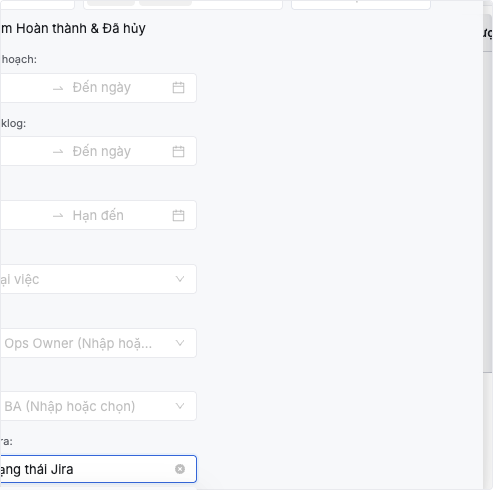 m Hoàn thành & Đã hủy
hoạch:
Đến ngày
klog:
Đến ngày
Hạn đến
ại việc
Ops Owner (Nhập hoặ...
BA (Nhập hoặc chọn)
ra:
ạng thái Jira